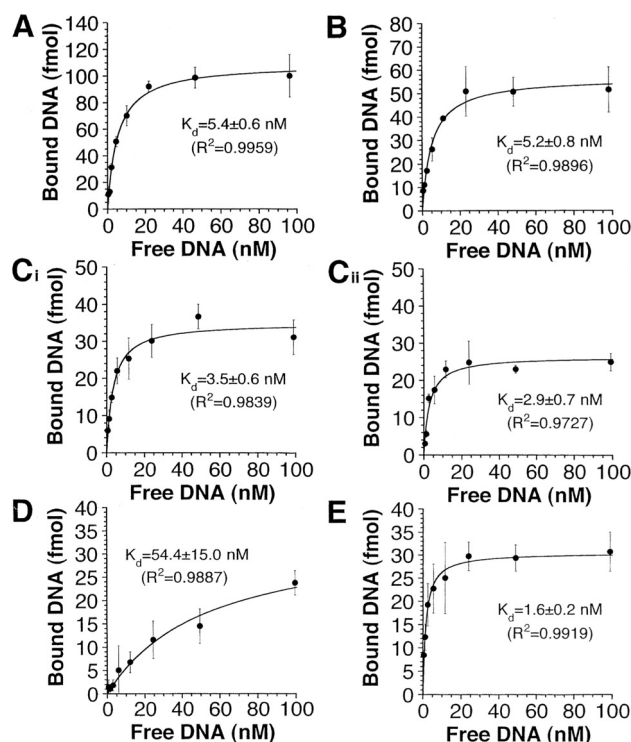 A
Bound DNA (fmol)
140
120
100
80
60
40
20
0
K_d=5.4±0.6 nM
(R²=0.9959)
0 20 40 60 80 100
Free DNA (nM)
B
Bound DNA (fmol)
80
70
60
50
40
30
20
10
0
K_d=5.2±0.8 nM
(R²=0.9896)
0 20 40 60 80 100
Free DNA (nM)
Ci
Bound DNA (fmol)
50
40
30
20
10
0
K_d=3.5±0.6 nM
(R²=0.9839)
0 20 40 60 80 100
Free DNA (nM)
Cii
Bound DNA (fmol)
50
40
30
20
10
0
K_d=2.9±0.7 nM
(R²=0.9727)
0 20 40 60 80 100
Free DNA (nM)
D
Bound DNA (fmol)
40
35
30
25
20
15
10
5
0
K_d=54.4±15.0 nM
(R²=0.9887)
0 20 40 60 80 100
Free DNA (nM)
E
Bound DNA (fmol)
40
35
30
25
20
15
10
5
0
K_d=1.6±0.2 nM
(R²=0.9919)
0 20 40 60 80 100
Free DNA (nM)